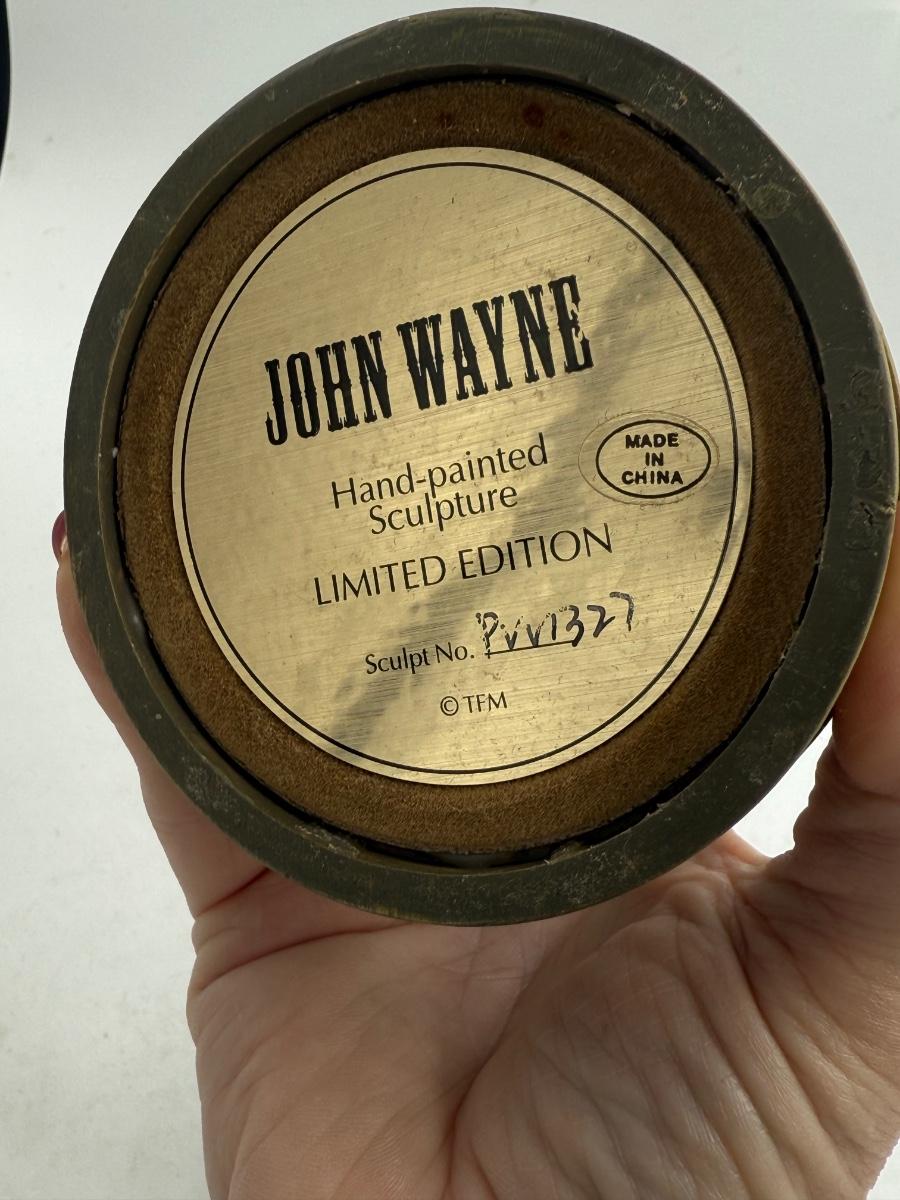 JOHN WAYNE
Hand-painted
Sculpture
MADE
IN
CHINA
LIMITED EDITION
Sculpt No. PVV1327
© TFM